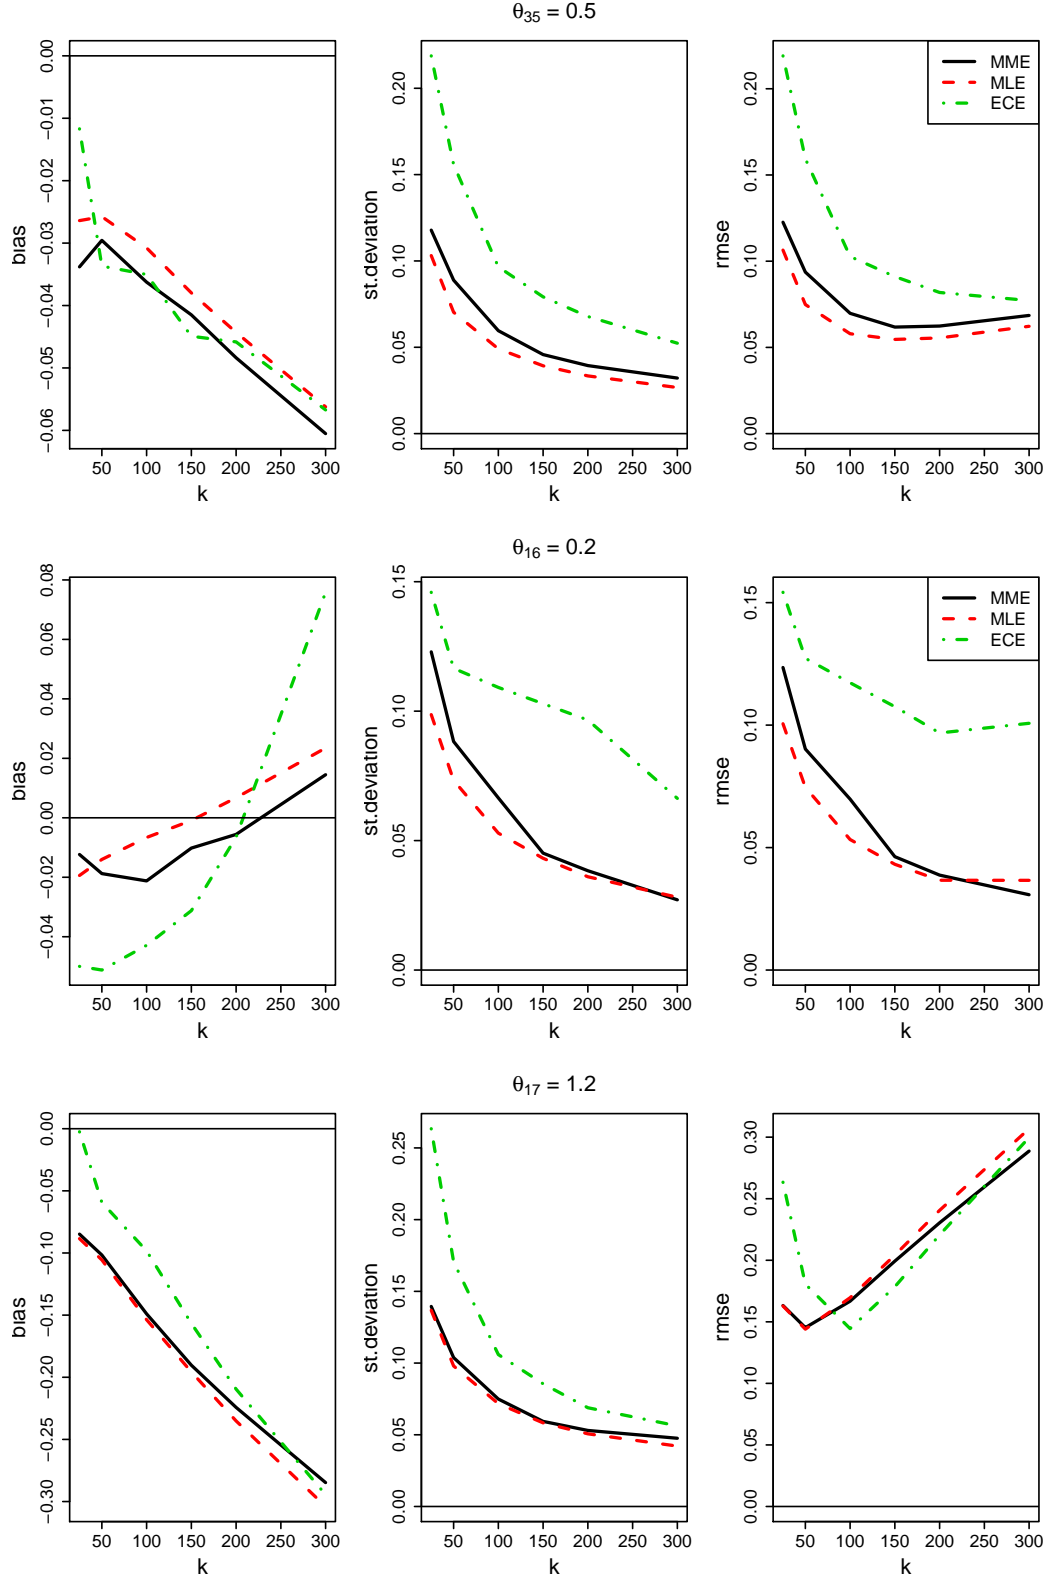 θ35 = 0.5
bias
0.00
−0.01
−0.02
−0.03
−0.04
−0.05
−0.06
50 100 150 200 250 300
k
st.deviation
0.20
0.15
0.10
0.05
0.00
50 100 150 200 250 300
k
rmse
0.20
0.15
0.10
0.05
0.00
50 100 150 200 250 300
k
MME
MLE
ECE
θ16 = 0.2
bias
0.08
0.06
0.04
0.02
0.00
−0.02
−0.04
50 100 150 200 250 300
k
st.deviation
0.15
0.10
0.05
0.00
50 100 150 200 250 300
k
rmse
0.15
0.10
0.05
0.00
50 100 150 200 250 300
k
MME
MLE
ECE
θ17 = 1.2
bias
0.00
−0.05
−0.10
−0.15
−0.20
−0.25
−0.30
50 100 150 200 250 300
k
st.deviation
0.25
0.20
0.15
0.10
0.05
0.00
50 100 150 200 250 300
k
rmse
0.30
0.25
0.20
0.15
0.10
0.05
0.00
50 100 150 200 250 300
k